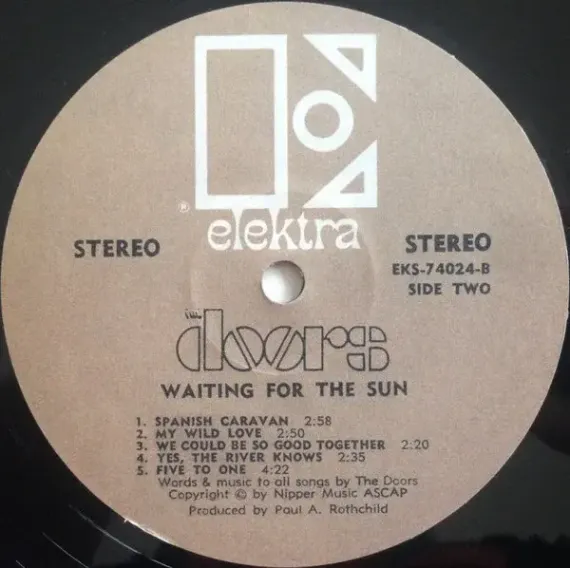 ® elektra
STEREO
STEREO
EKS-74024-B
SIDE TWO
THE
doors
WAITING FOR THE SUN
1. SPANISH CARAVAN 2:58
2. MY WILD LOVE 2:50
3. WE COULD BE SO GOOD TOGETHER 2:20
4. YES, THE RIVER KNOWS 2:35
5. FIVE TO ONE 4:22
Words & music to all songs by The Doors
Copyright © by Nipper Music ASCAP
Produced by Paul A. Rothchild